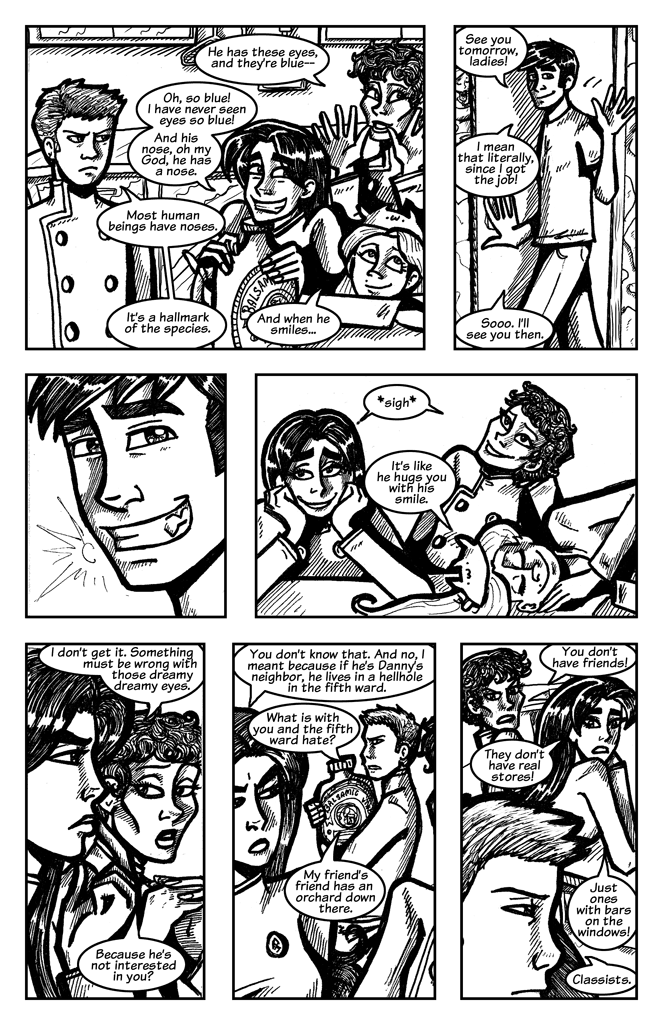 He has these eyes,
and they're blue--
Oh, so blue!
I have never seen
eyes so blue!
And his
nose, oh my
God, he has
a nose.
Most human
beings have noses.
It's a hallmark
of the species.
BALSAM
And when he
smiles...
See you
tomorrow,
ladies!
I mean
that literally,
since I got
the job!
Sooo. I'll
see you then.
*sigh*
It's like
he hugs you
with his
smile.
I don't get it. Something
must be wrong with
those dreamy
dreamy eyes.
Because he's
not interested
in you?
You don't know that. And no, I
meant because if he's Danny's
neighbor, he lives in a hellhole
in the fifth ward.
What is with
you and the fifth
ward hate?
BALSAMIC
My friend's
friend has an
orchard down
there.
You don't
have friends!
They don't
have real
stores!
Just
ones
with bars
on the
windows!
Classists.